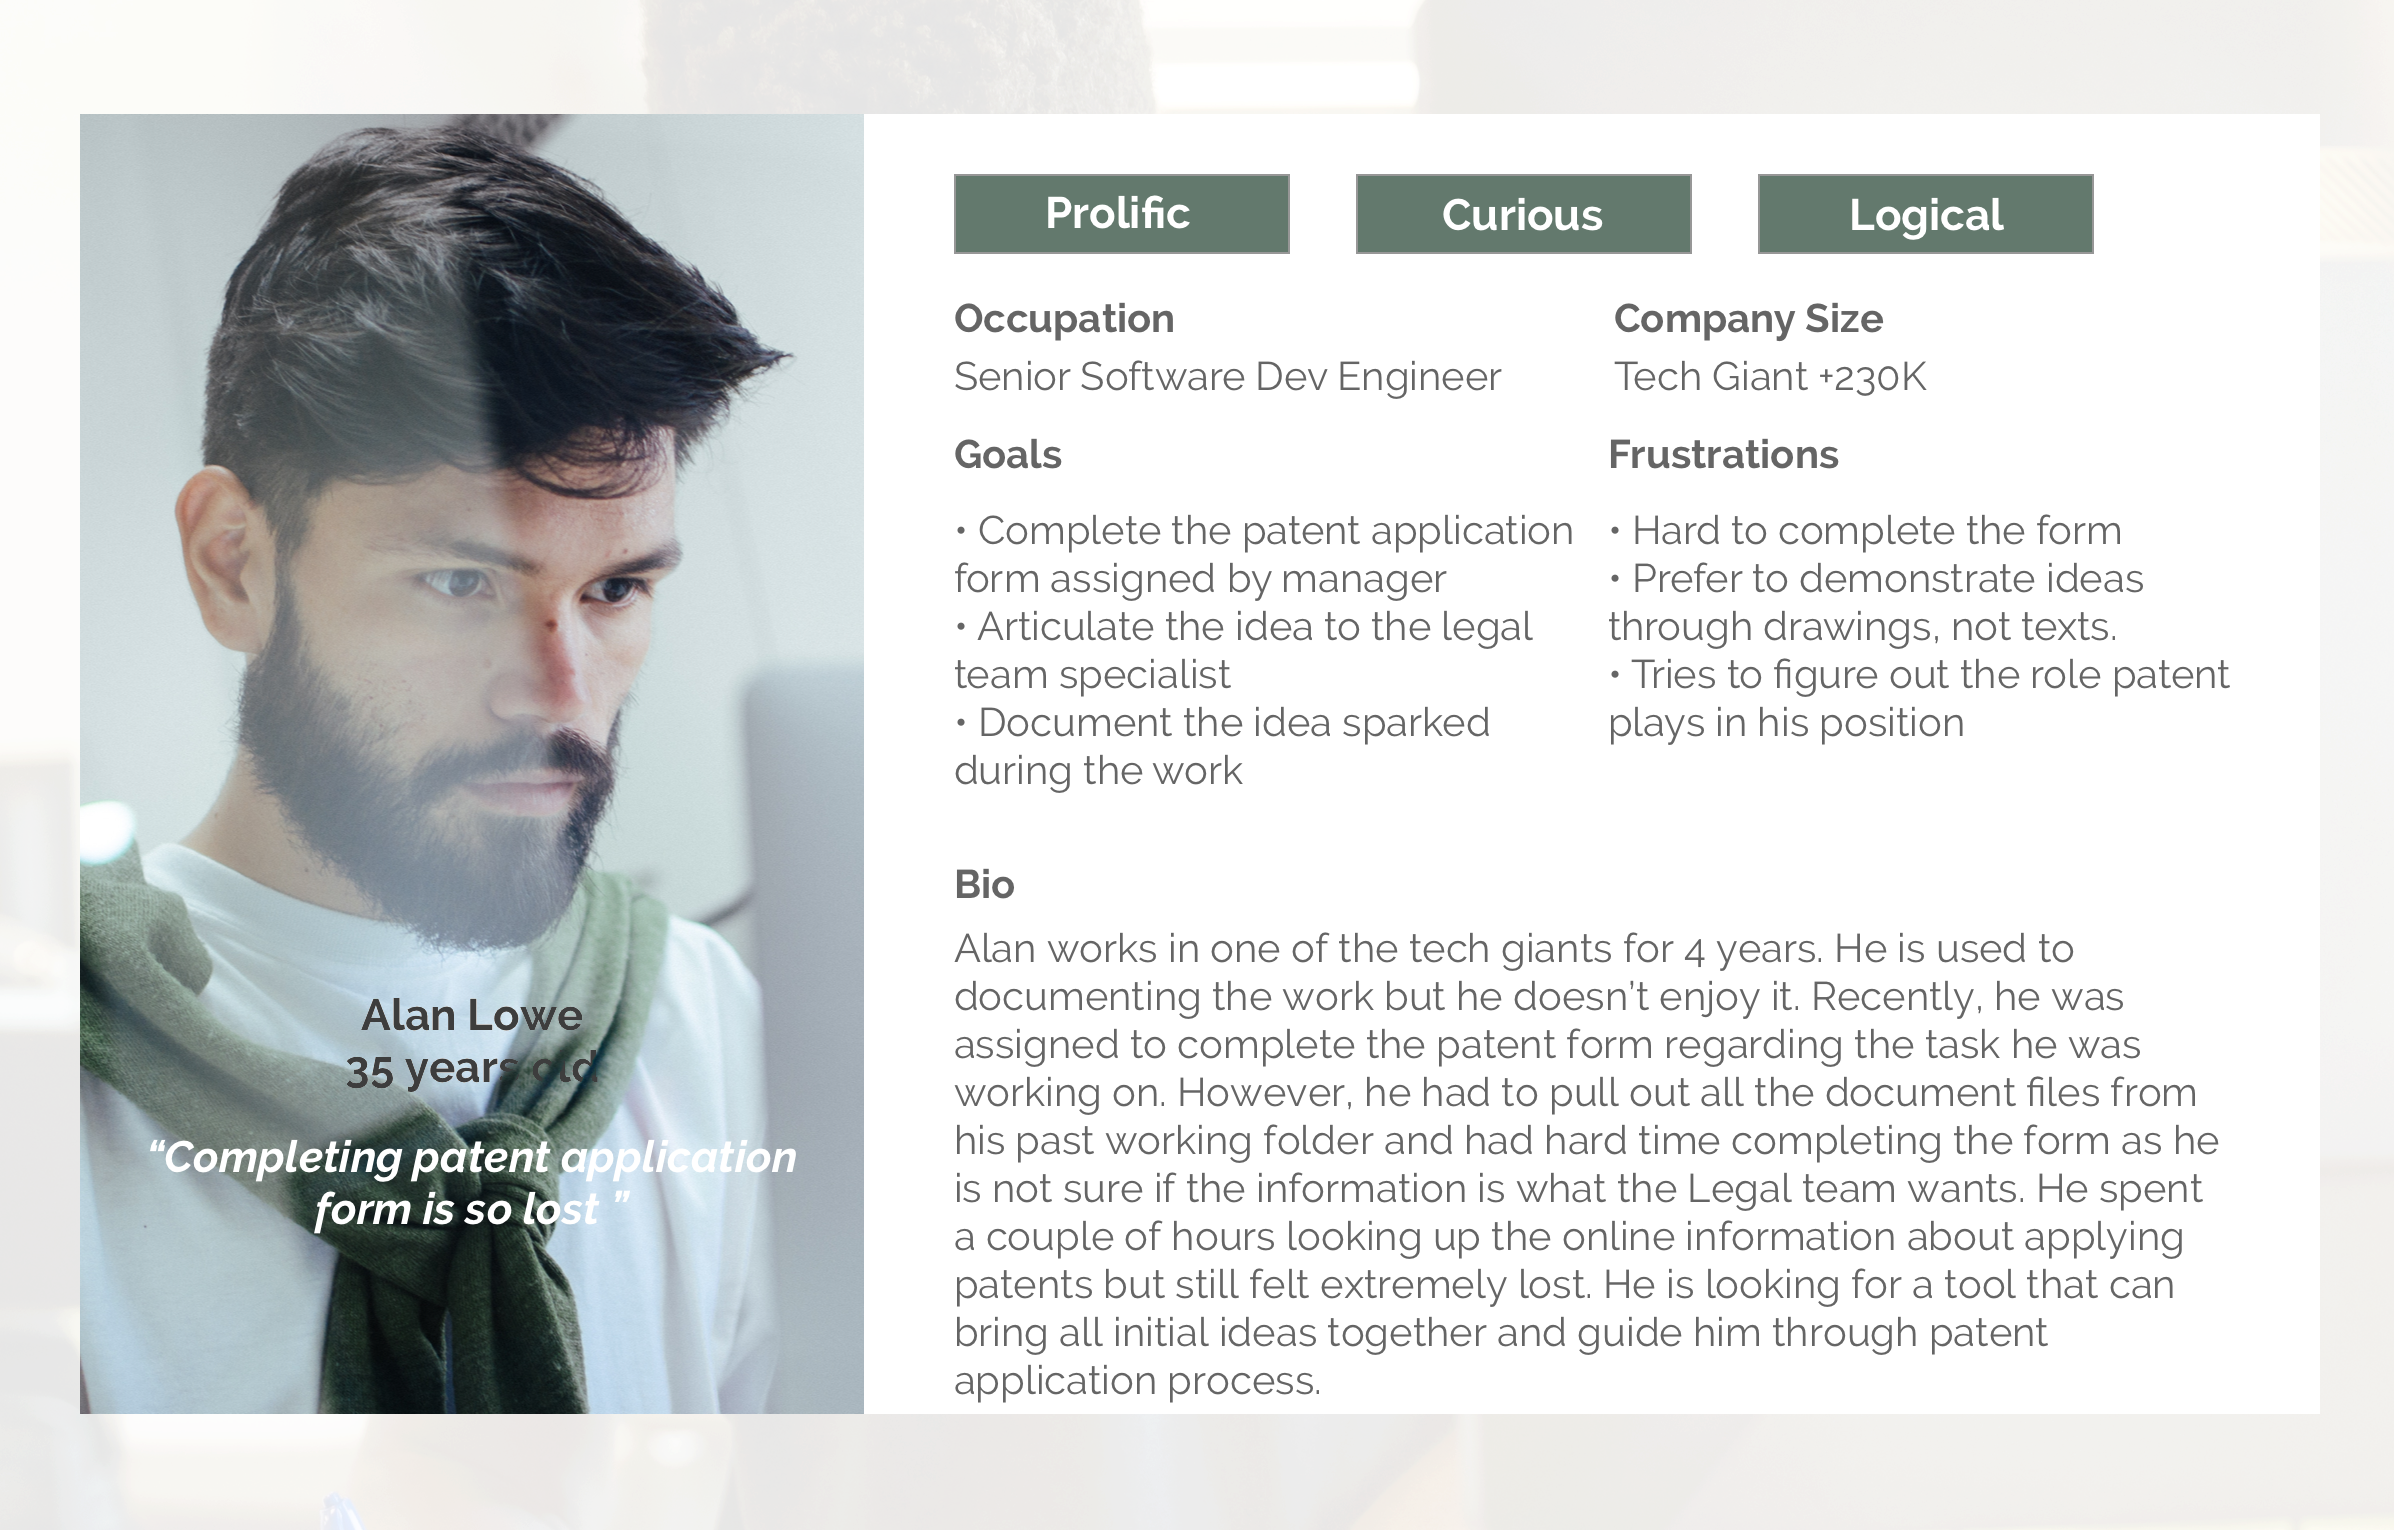 Prolific
Curious
Logical
Occupation
Senior Software Dev Engineer
Company Size
Tech Giant +230K
Goals
• Complete the patent application
form assigned by manager
• Articulate the idea to the legal
team specialist
• Document the idea sparked
during the work
Frustrations
• Hard to complete the form
• Prefer to demonstrate ideas
through drawings, not texts.
• Tries to figure out the role patent
plays in his position
Bio
Alan works in one of the tech giants for 4 years. He is used to
documenting the work but he doesn’t enjoy it. Recently, he was
assigned to complete the patent form regarding the task he was
working on. However, he had to pull out all the document files from
his past working folder and had hard time completing the form as he
is not sure if the information is what the Legal team wants. He spent
a couple of hours looking up the online information about applying
patents but still felt extremely lost. He is looking for a tool that can
bring all initial ideas together and guide him through patent
application process.
Alan Lowe
35 years old
“Completing patent application
form is so lost ”